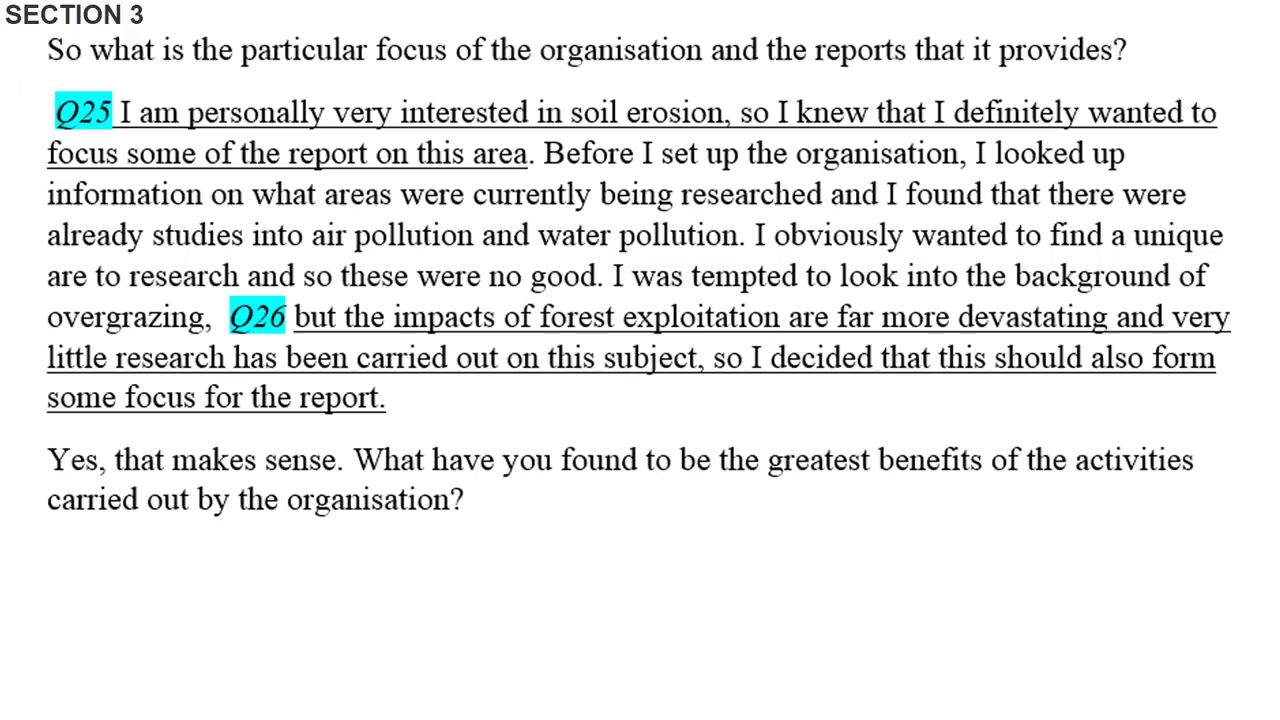 SECTION 3
So what is the particular focus of the organisation and the reports that it provides?
Q25 I am personally very interested in soil erosion, so I knew that I definitely wanted to
focus some of the report on this area. Before I set up the organisation, I looked up
information on what areas were currently being researched and I found that there were
already studies into air pollution and water pollution. I obviously wanted to find a unique
are to research and so these were no good. I was tempted to look into the background of
overgrazing, Q26 but the impacts of forest exploitation are far more devastating and very
little research has been carried out on this subject, so I decided that this should also form
some focus for the report.
Yes, that makes sense. What have you found to be the greatest benefits of the activities
carried out by the organisation?